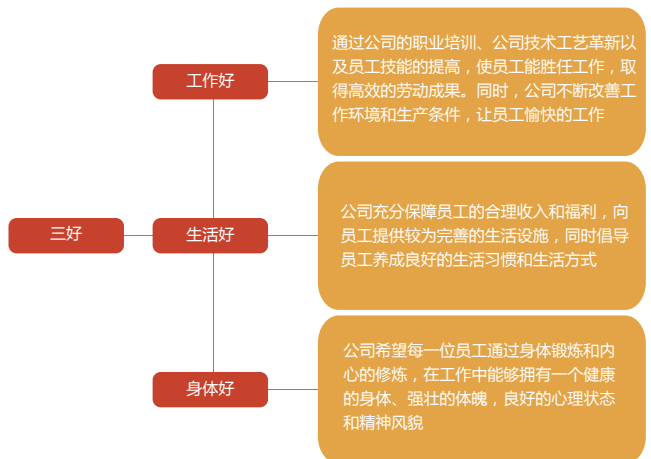 三好
工作好
通过公司的职业培训、公司技术工艺革新以
及员工技能的提高，使员工能胜任工作，取
得高效的劳动成果。同时，公司不断改善工
作环境和生产条件，让员工愉快的工作
生活好
公司充分保障员工的合理收入和福利，向
员工提供较为完善的生活设施，同时倡导
员工养成良好的生活习惯和生活方式
身体好
公司希望每一位员工通过身体锻炼和内
心的修炼，在工作中能够拥有一个健康
的身体、强壮的体魄，良好的心理状态
和精神风貌